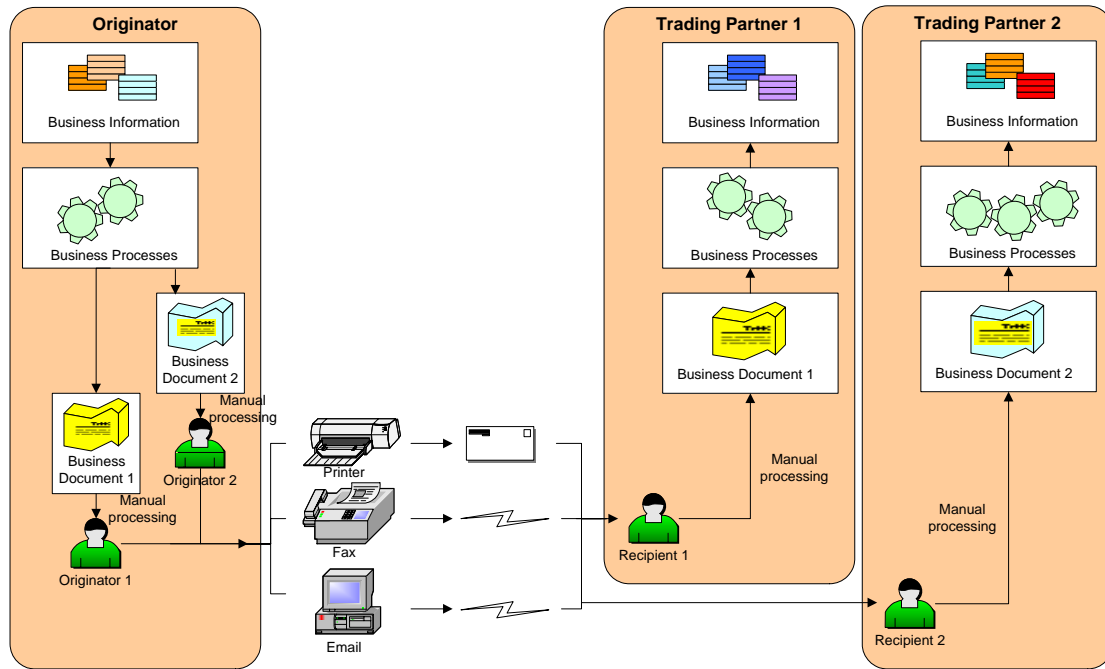 Originator
Business Information
Business Processes
Business
Document 2
Manual
processing
Originator 2
Business
Document 1
Manual
processing
Originator 1
Printer
Fax
Email
Trading Partner 1
Business Information
Business Processes
Business Document 1
Manual
processing
Recipient 1
Trading Partner 2
Business Information
Business Processes
Business Document 2
Manual
processing
Recipient 2